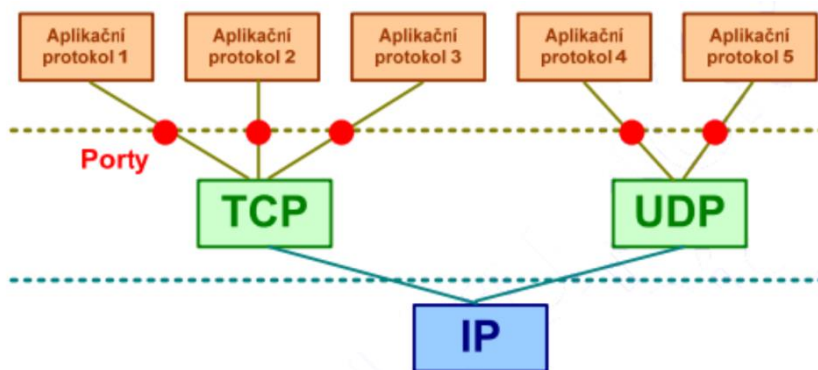 Aplikační
protokol 1
Aplikační
protokol 2
Aplikační
protokol 3
Aplikační
protokol 4
Aplikační
protokol 5
Porty
TCP
UDP
IP